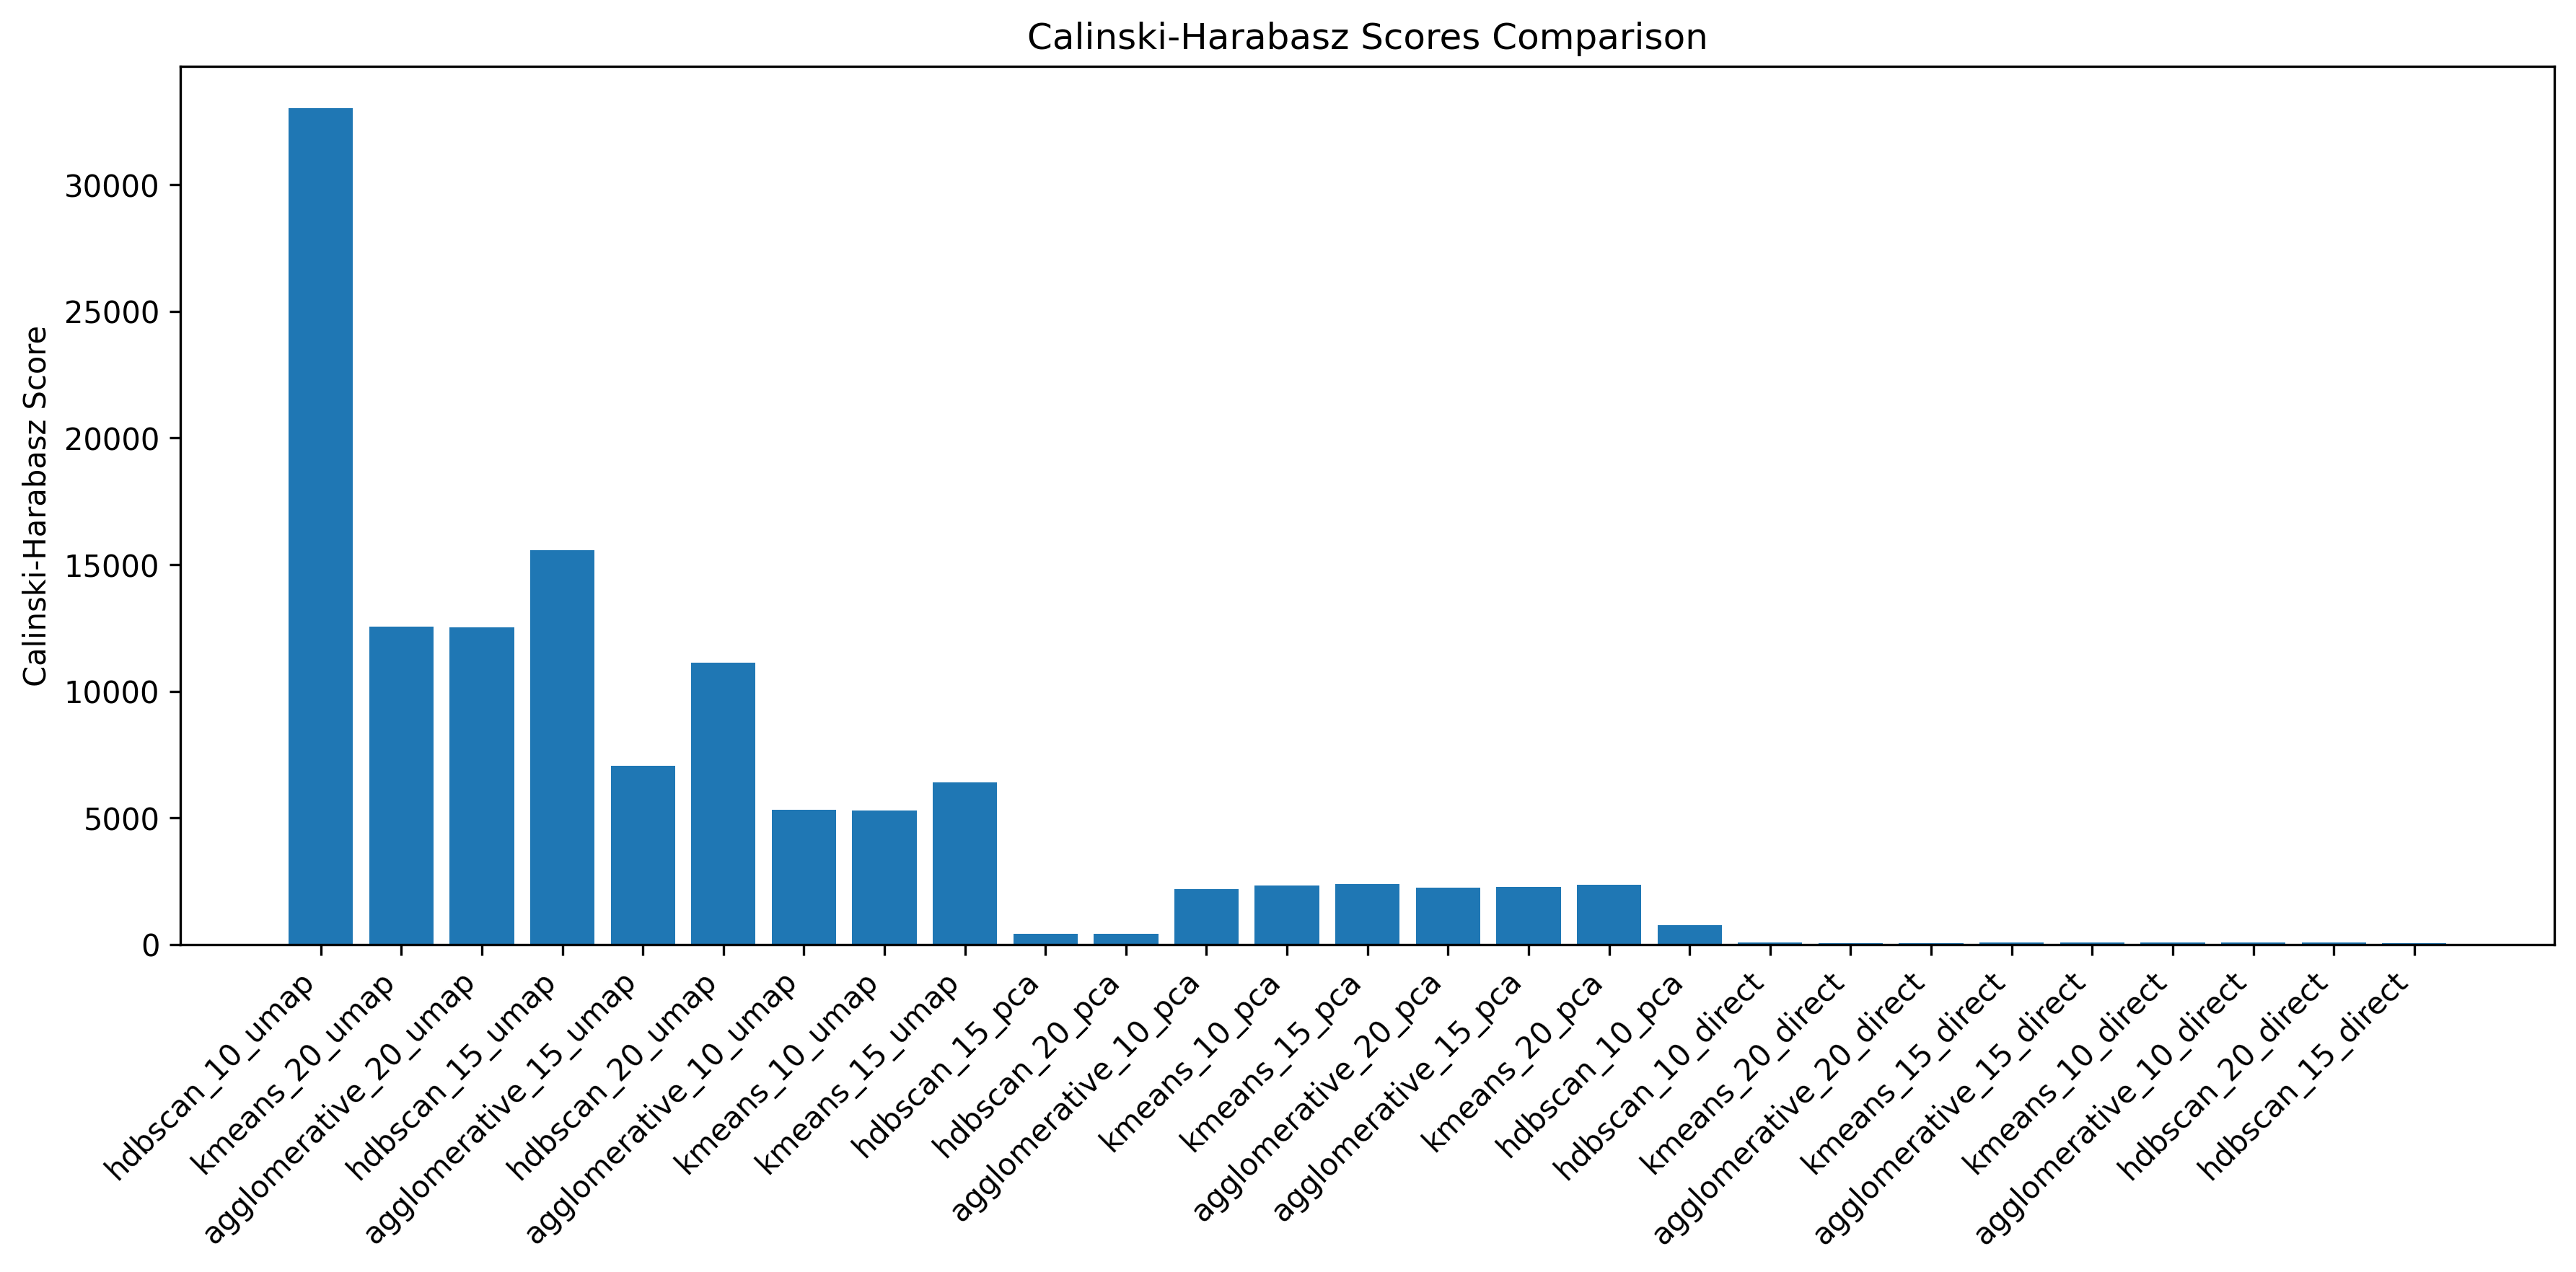 Calinski-Harabasz Scores Comparison
Calinski-Harabasz Score
30000
25000
20000
15000
10000
5000
0
hdbscan_10_umap
kmeans_20_umap
agglomerative_20_umap
hdbscan_15_umap
agglomerative_15_umap
hdbscan_20_umap
agglomerative_10_umap
kmeans_10_umap
kmeans_15_umap
hdbscan_15_pca
hdbscan_20_pca
agglomerative_10_pca
kmeans_10_pca
kmeans_15_pca
agglomerative_20_pca
agglomerative_15_pca
kmeans_20_pca
hdbscan_10_pca
hdbscan_10_direct
kmeans_20_direct
agglomerative_20_direct
kmeans_15_direct
agglomerative_15_direct
kmeans_10_direct
agglomerative_10_direct
hdbscan_20_direct
hdbscan_15_direct